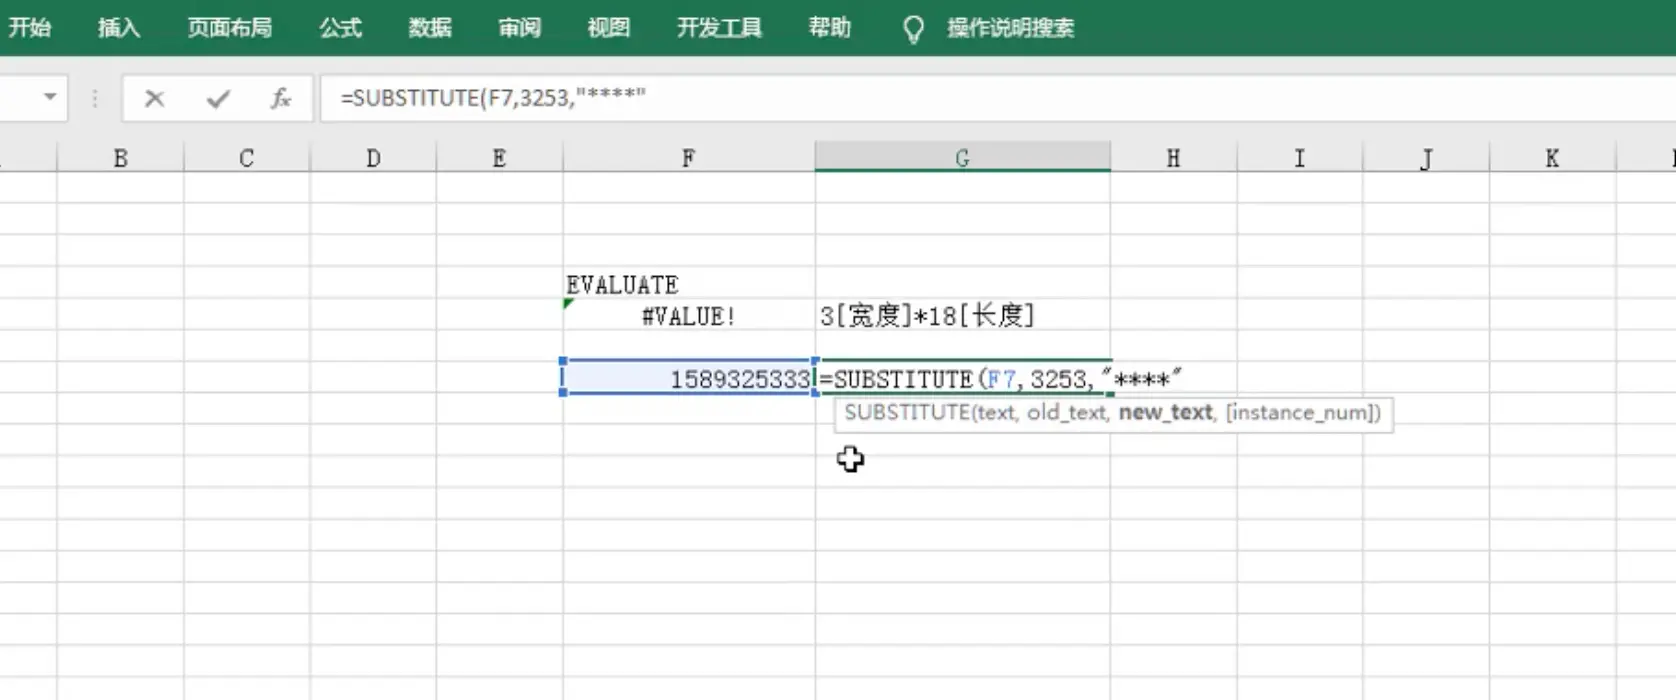 开始 插入 页面布局 公式 数据 审阅 视图 开发工具 帮助 操作说明搜索
fx =SUBSTITUTE(F7,3253,"****"
B C D E F G H I J K
EVALUATE
#VALUE! 3[宽度]*18[长度]
1589325333 =SUBSTITUTE(F7,3253,"****"
SUBSTITUTE(text, old_text, new_text, [instance_num])